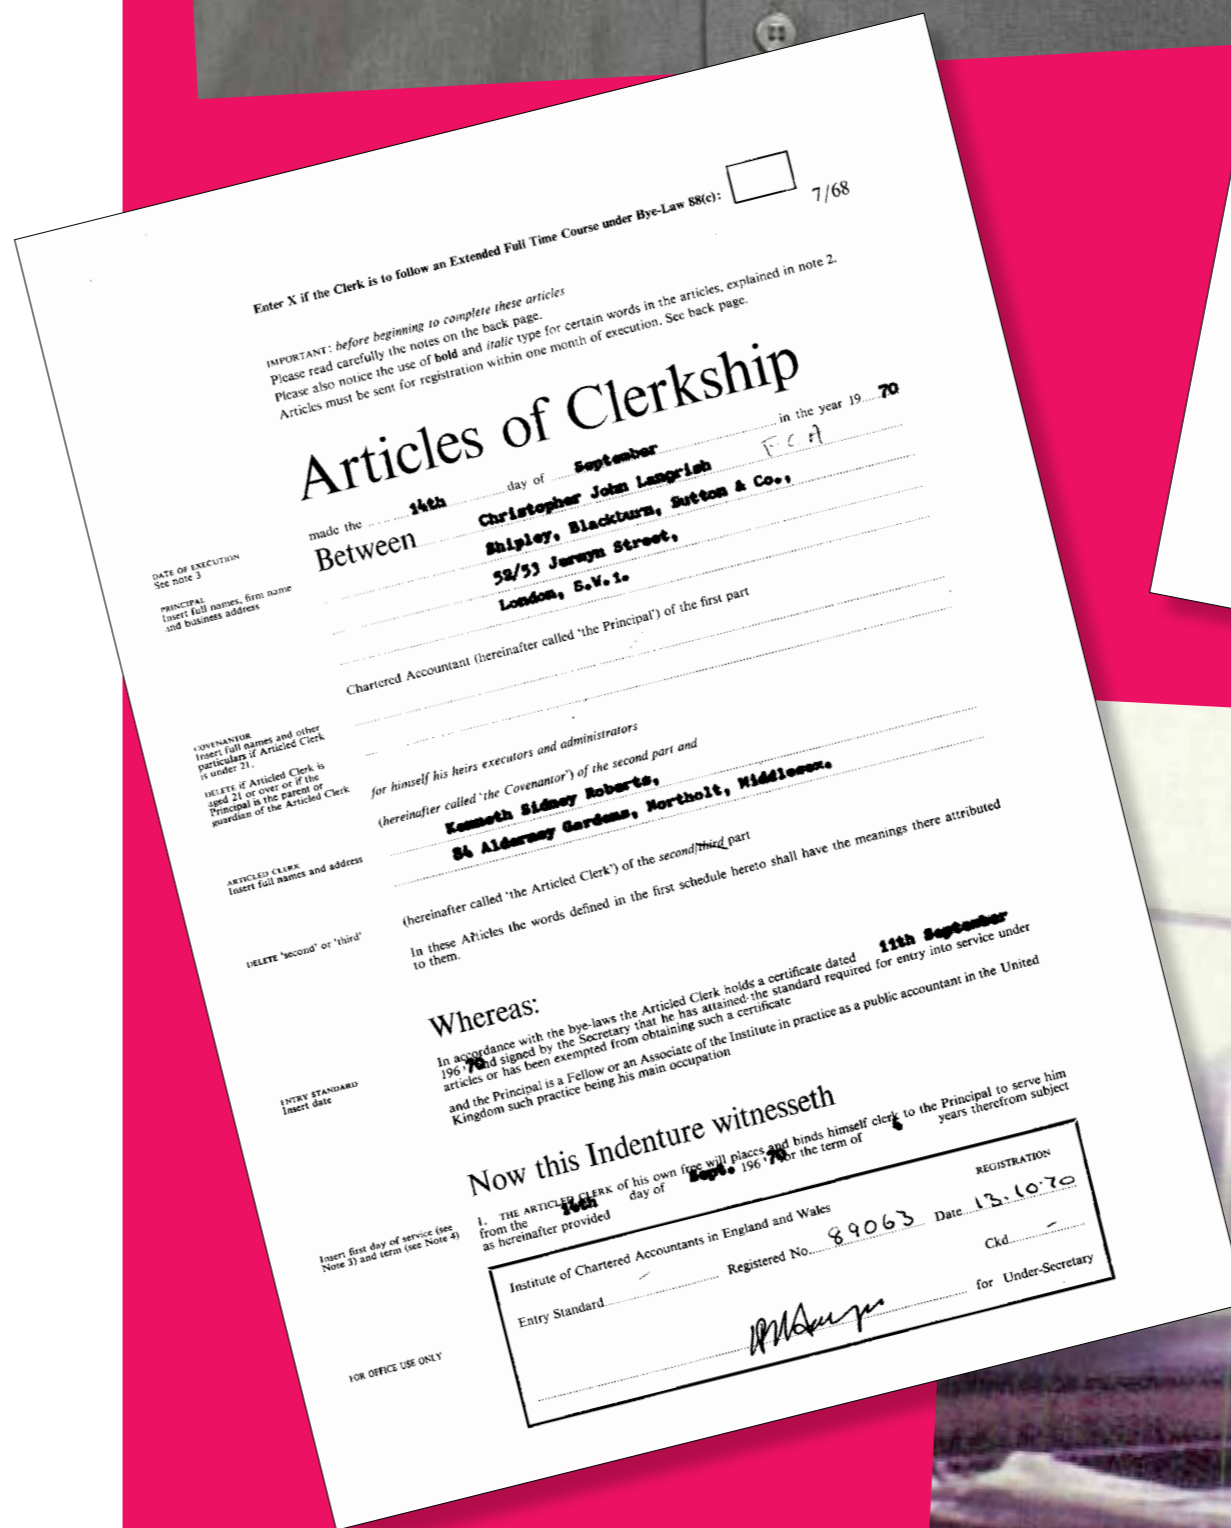 Enter X if the Clerk is to follow an Extended Full Time Course under Bye-Law 88(c):
7/68
IMPORTANT: before beginning to complete these articles
Please read carefully the notes on the back page.
Please also notice the use of bold and italic type for certain words in the articles, explained in note 2.
Articles must be sent for registration within one month of execution. See back page.
Articles of Clerkship
made the 14th day of September in the year 19 70
Between Christopher John Langrish F C A
Shipley, Blackburn, Sutton & Co.,
52/53 Jermyn Street,
London, S.W.1.
DATE OF EXECUTION
See note 3
PRINCIPAL
Insert full names, firm name
and business address
Chartered Accountant (hereinafter called 'the Principal') of the first part
COVENANTOR
Insert full names and other
particulars if Articled Clerk
is under 21.
DELETE if Articled Clerk is
aged 21 or over or if the
Principal is the parent or
guardian of the Articled Clerk
for himself his heirs executors and administrators
(hereinafter called 'the Covenantor') of the second part and
Kenneth Sidney Roberts,
84 Alderney Gardens, Northolt, Middlesex.
ARTICLED CLERK
Insert full names and address
(hereinafter called 'the Articled Clerk') of the second/third part
DELETE 'second' or 'third'
In these Articles the words defined in the first schedule hereto shall have the meanings there attributed
to them.
Whereas:
In accordance with the bye-laws the Articled Clerk holds a certificate dated 11th September
196 70 and signed by the Secretary that he has attained the standard required for entry into service under
articles or has been exempted from obtaining such a certificate
ENTRY STANDARD
Insert date
and the Principal is a Fellow or an Associate of the Institute in practice as a public accountant in the United
Kingdom such practice being his main occupation
Now this Indenture witnesseth
1. THE ARTICLED CLERK of his own free will places and binds himself clerk to the Principal to serve him
from the day of Sept. 196 70 for the term of years therefrom subject
as hereinafter provided
Insert first day of service (see
Note 3) and term (see Note 4)
REGISTRATION
Institute of Chartered Accountants in England and Wales
Entry Standard Registered No. 89063 Date 13.10.70
Ckd.
for Under-Secretary
FOR OFFICE USE ONLY